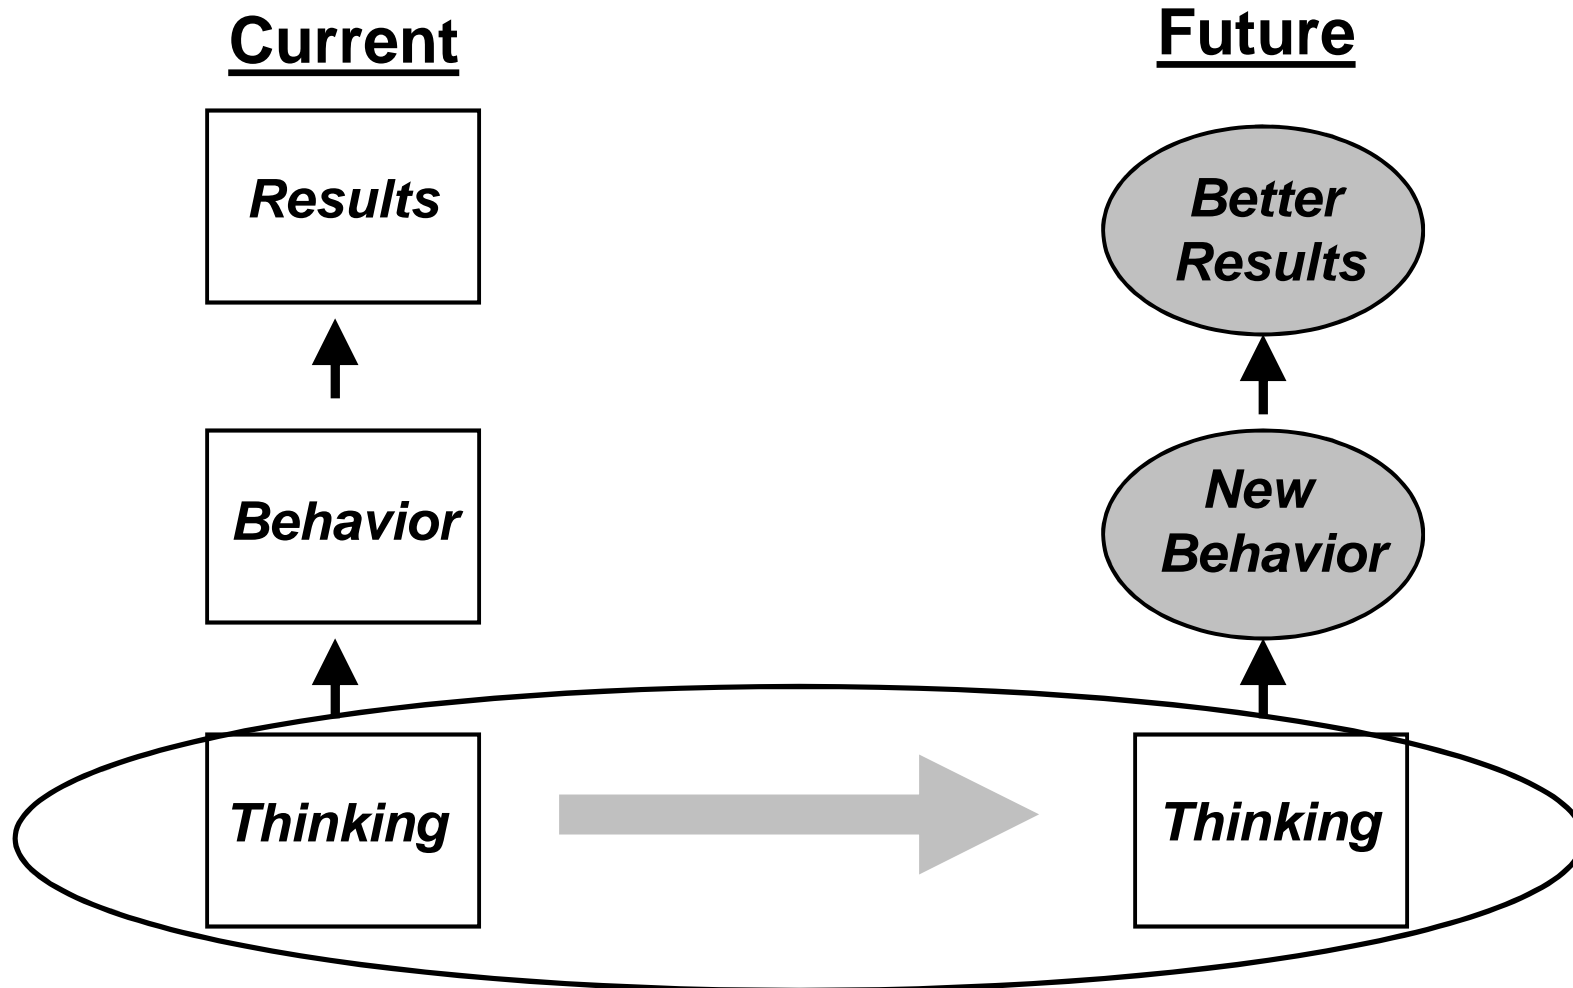 Current
Future
Results
Better
Results
Behavior
New
Behavior
Thinking
Thinking